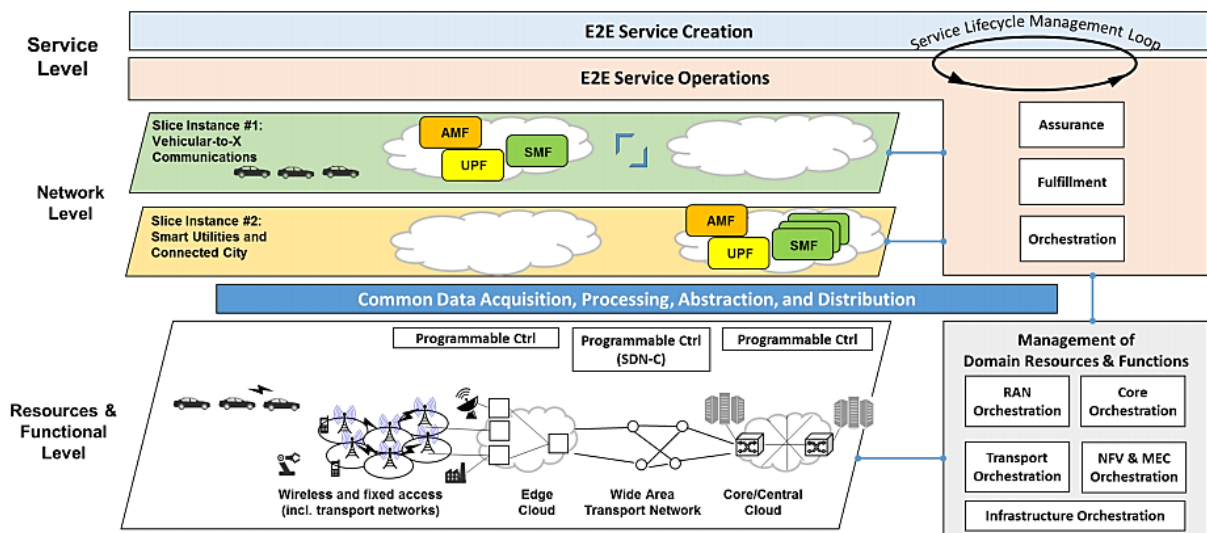 Service
Level
E2E Service Creation
Service Lifecycle Management Loop
E2E Service Operations
Network
Level
Slice Instance #1:
Vehicular-to-X
Communications
AMF
UPF
SMF
Assurance
Fulfillment
Orchestration
Slice Instance #2:
Smart Utilities and
Connected City
AMF
UPF
SMF
Common Data Acquisition, Processing, Abstraction, and Distribution
Resources &
Functional
Level
Programmable Ctrl
Programmable Ctrl
(SDN-C)
Programmable Ctrl
Wireless and fixed access
(incl. transport networks)
Edge
Cloud
Wide Area
Transport Network
Core/Central
Cloud
Management of
Domain Resources & Functions
RAN
Orchestration
Core
Orchestration
Transport
Orchestration
NFV & MEC
Orchestration
Infrastructure Orchestration